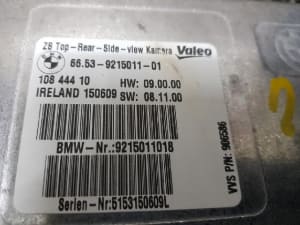 ZB Top-Rear-Side-view Kamera Valeo
66.53-9215011-01
108 444 10 HW: 09.00.00
IRELAND 150609 SW: 08.11.00
BMW-Nr.:9215011018
Serien-Nr:5153150609L
VVS P/N: 906586